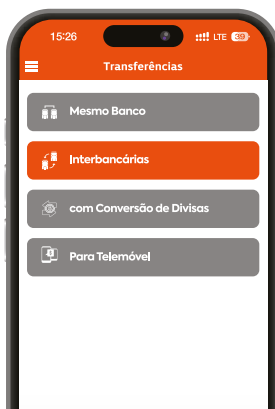 15:26 LTE 39
Transferências
Mesmo Banco
Interbancárias
com Conversão de Divisas
Para Telemóvel